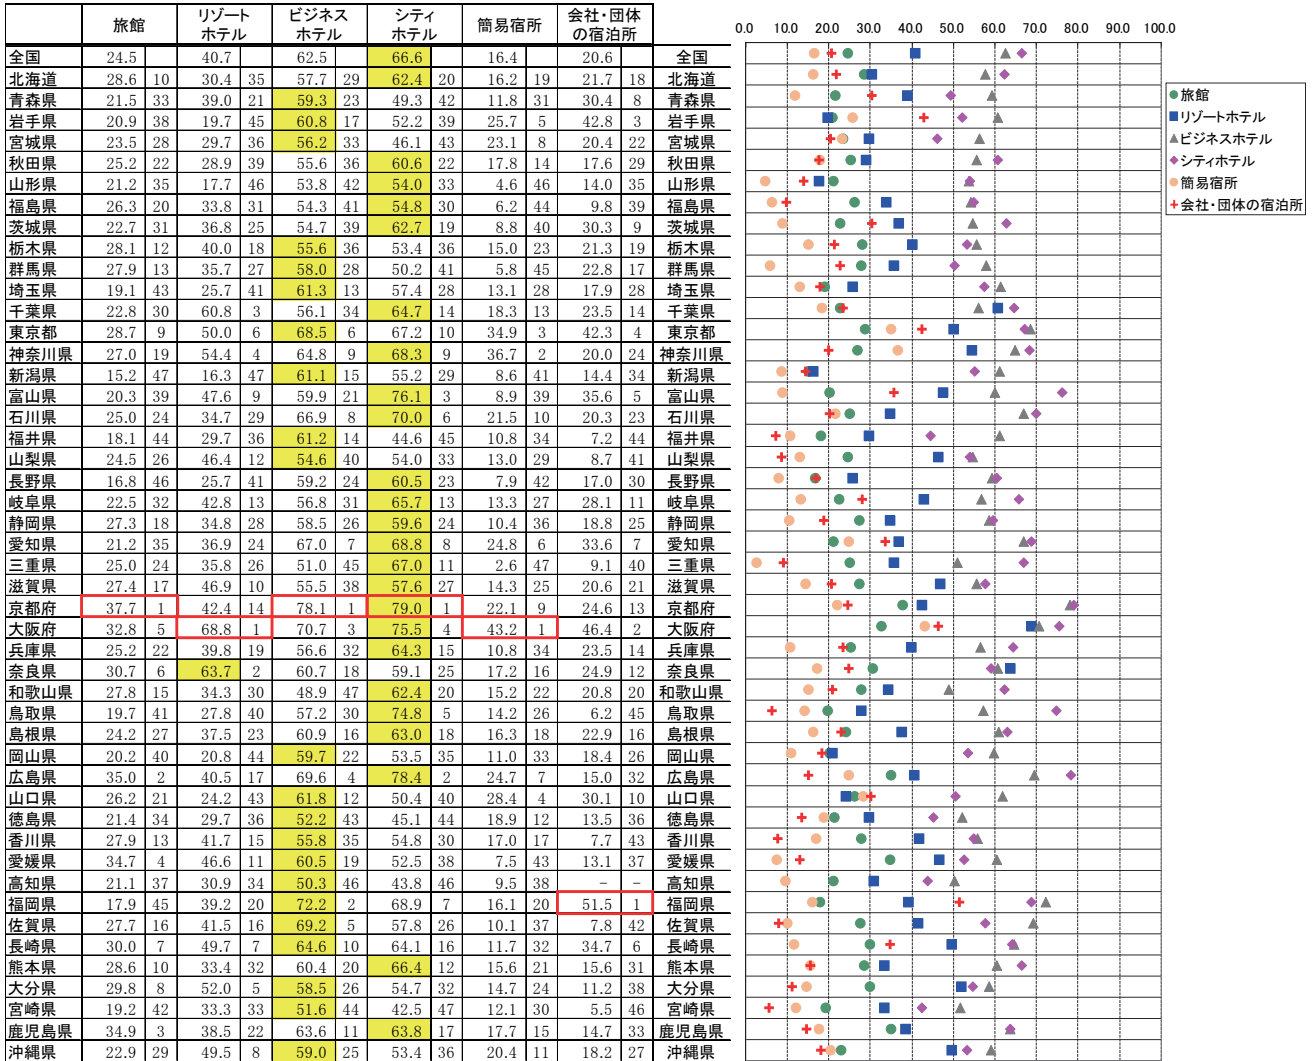 旅館 リゾートホテル ビジネスホテル シティホテル 簡易宿所 会社・団体の宿泊所
0.0 10.0 20.0 30.0 40.0 50.0 60.0 70.0 80.0 90.0 100.0
全国 24.5 40.7 62.5 66.6 16.4 20.6 全国
北海道 28.6 10 30.4 35 57.7 29 62.4 20 16.2 19 21.7 18 北海道
青森県 21.5 33 39.0 21 59.3 23 49.3 42 11.8 31 30.4 8 青森県
岩手県 20.9 38 19.7 45 60.8 17 52.2 39 25.7 5 42.8 3 岩手県
宮城県 23.5 28 29.7 36 56.2 33 46.1 43 23.1 8 20.4 22 宮城県
秋田県 25.2 22 28.9 39 55.6 36 60.6 22 17.8 14 17.6 29 秋田県
山形県 21.2 35 17.7 46 53.8 42 54.0 33 4.6 46 14.0 35 山形県
福島県 26.3 20 33.8 31 54.3 41 54.8 30 6.2 44 9.8 39 福島県
茨城県 22.7 31 36.8 25 54.7 39 62.7 19 8.8 40 30.3 9 茨城県
栃木県 28.1 12 40.0 18 55.6 36 53.4 36 15.0 23 21.3 19 栃木県
群馬県 27.9 13 35.7 27 58.0 28 50.2 41 5.8 45 22.8 17 群馬県
埼玉県 19.1 43 25.7 41 61.3 13 57.4 28 13.1 28 17.9 28 埼玉県
千葉県 22.8 30 60.8 3 56.1 34 64.7 14 18.3 13 23.5 14 千葉県
東京都 28.7 9 50.0 6 68.5 6 67.2 10 34.9 3 42.3 4 東京都
神奈川県 27.0 19 54.4 4 64.8 9 68.3 9 36.7 2 20.0 24 神奈川県
新潟県 15.2 47 16.3 47 61.1 15 55.2 29 8.6 41 14.4 34 新潟県
富山県 20.3 39 47.6 9 59.9 21 76.1 3 8.9 39 35.6 5 富山県
石川県 25.0 24 34.7 29 66.9 8 70.0 6 21.5 10 20.3 23 石川県
福井県 18.1 44 29.7 36 61.2 14 44.6 45 10.8 34 7.2 44 福井県
山梨県 24.5 26 46.4 12 54.6 40 54.0 33 13.0 29 8.7 41 山梨県
長野県 16.8 46 25.7 41 59.2 24 60.5 23 7.9 42 17.0 30 長野県
岐阜県 22.5 32 42.8 13 56.8 31 65.7 13 13.3 27 28.1 11 岐阜県
静岡県 27.3 18 34.8 28 58.5 26 59.6 24 10.4 36 18.8 25 静岡県
愛知県 21.2 35 36.9 24 67.0 7 68.8 8 24.8 6 33.6 7 愛知県
三重県 25.0 24 35.8 26 51.0 45 67.0 11 2.6 47 9.1 40 三重県
滋賀県 27.4 17 46.9 10 55.5 38 57.6 27 14.3 25 20.6 21 滋賀県
京都府 37.7 1 42.4 14 78.1 1 79.0 1 22.1 9 24.6 13 京都府
大阪府 32.8 5 68.8 1 70.7 3 75.5 4 43.2 1 46.4 2 大阪府
兵庫県 25.2 22 39.8 19 56.6 32 64.3 15 10.8 34 23.5 14 兵庫県
奈良県 30.7 6 63.7 2 60.7 18 59.1 25 17.2 16 24.9 12 奈良県
和歌山県 27.8 15 34.3 30 48.9 47 62.4 20 15.2 22 20.8 20 和歌山県
鳥取県 19.7 41 27.8 40 57.2 30 74.8 5 14.2 26 6.2 45 鳥取県
島根県 24.2 27 37.5 23 60.9 16 63.0 18 16.3 18 22.9 16 島根県
岡山県 20.2 40 20.8 44 59.7 22 53.5 35 11.0 33 18.4 26 岡山県
広島県 35.0 2 40.5 17 69.6 4 78.4 2 24.7 7 15.0 32 広島県
山口県 26.2 21 24.2 43 61.8 12 50.4 40 28.4 4 30.1 10 山口県
徳島県 21.4 34 29.7 36 52.2 43 45.1 44 18.9 12 13.5 36 徳島県
香川県 27.9 13 41.7 15 55.8 35 54.8 30 17.0 17 7.7 43 香川県
愛媛県 34.7 4 46.6 11 60.5 19 52.5 38 7.5 43 13.1 37 愛媛県
高知県 21.1 37 30.9 34 50.3 46 43.8 46 9.5 38 − − 高知県
福岡県 17.9 45 39.2 20 72.2 2 68.9 7 16.1 20 51.5 1 福岡県
佐賀県 27.7 16 41.5 16 69.2 5 57.8 26 10.1 37 7.8 42 佐賀県
長崎県 30.0 7 49.7 7 64.6 10 64.1 16 11.7 32 34.7 6 長崎県
熊本県 28.6 10 33.4 32 60.4 20 66.4 12 15.6 21 15.6 31 熊本県
大分県 29.8 8 52.0 5 58.5 26 54.7 32 14.7 24 11.2 38 大分県
宮崎県 19.2 42 33.3 33 51.6 44 42.5 47 12.1 30 5.5 46 宮崎県
鹿児島県 34.9 3 38.5 22 63.6 11 63.8 17 17.7 15 14.7 33 鹿児島県
沖縄県 22.9 29 49.5 8 59.0 25 53.4 36 20.4 11 18.2 27 沖縄県
旅館
リゾートホテル
ビジネスホテル
シティホテル
簡易宿所
会社・団体の宿泊所